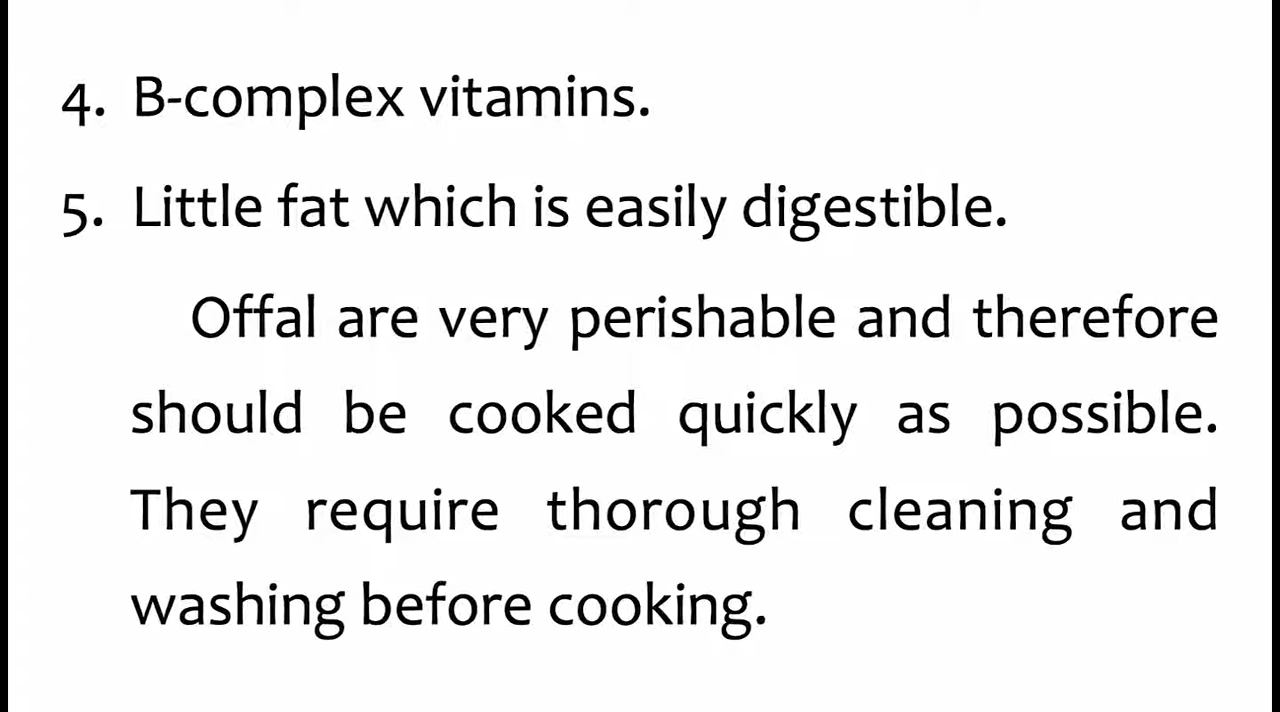 4. B-complex vitamins.
5. Little fat which is easily digestible.
Offal are very perishable and therefore
should be cooked quickly as possible.
They require thorough cleaning and
washing before cooking.